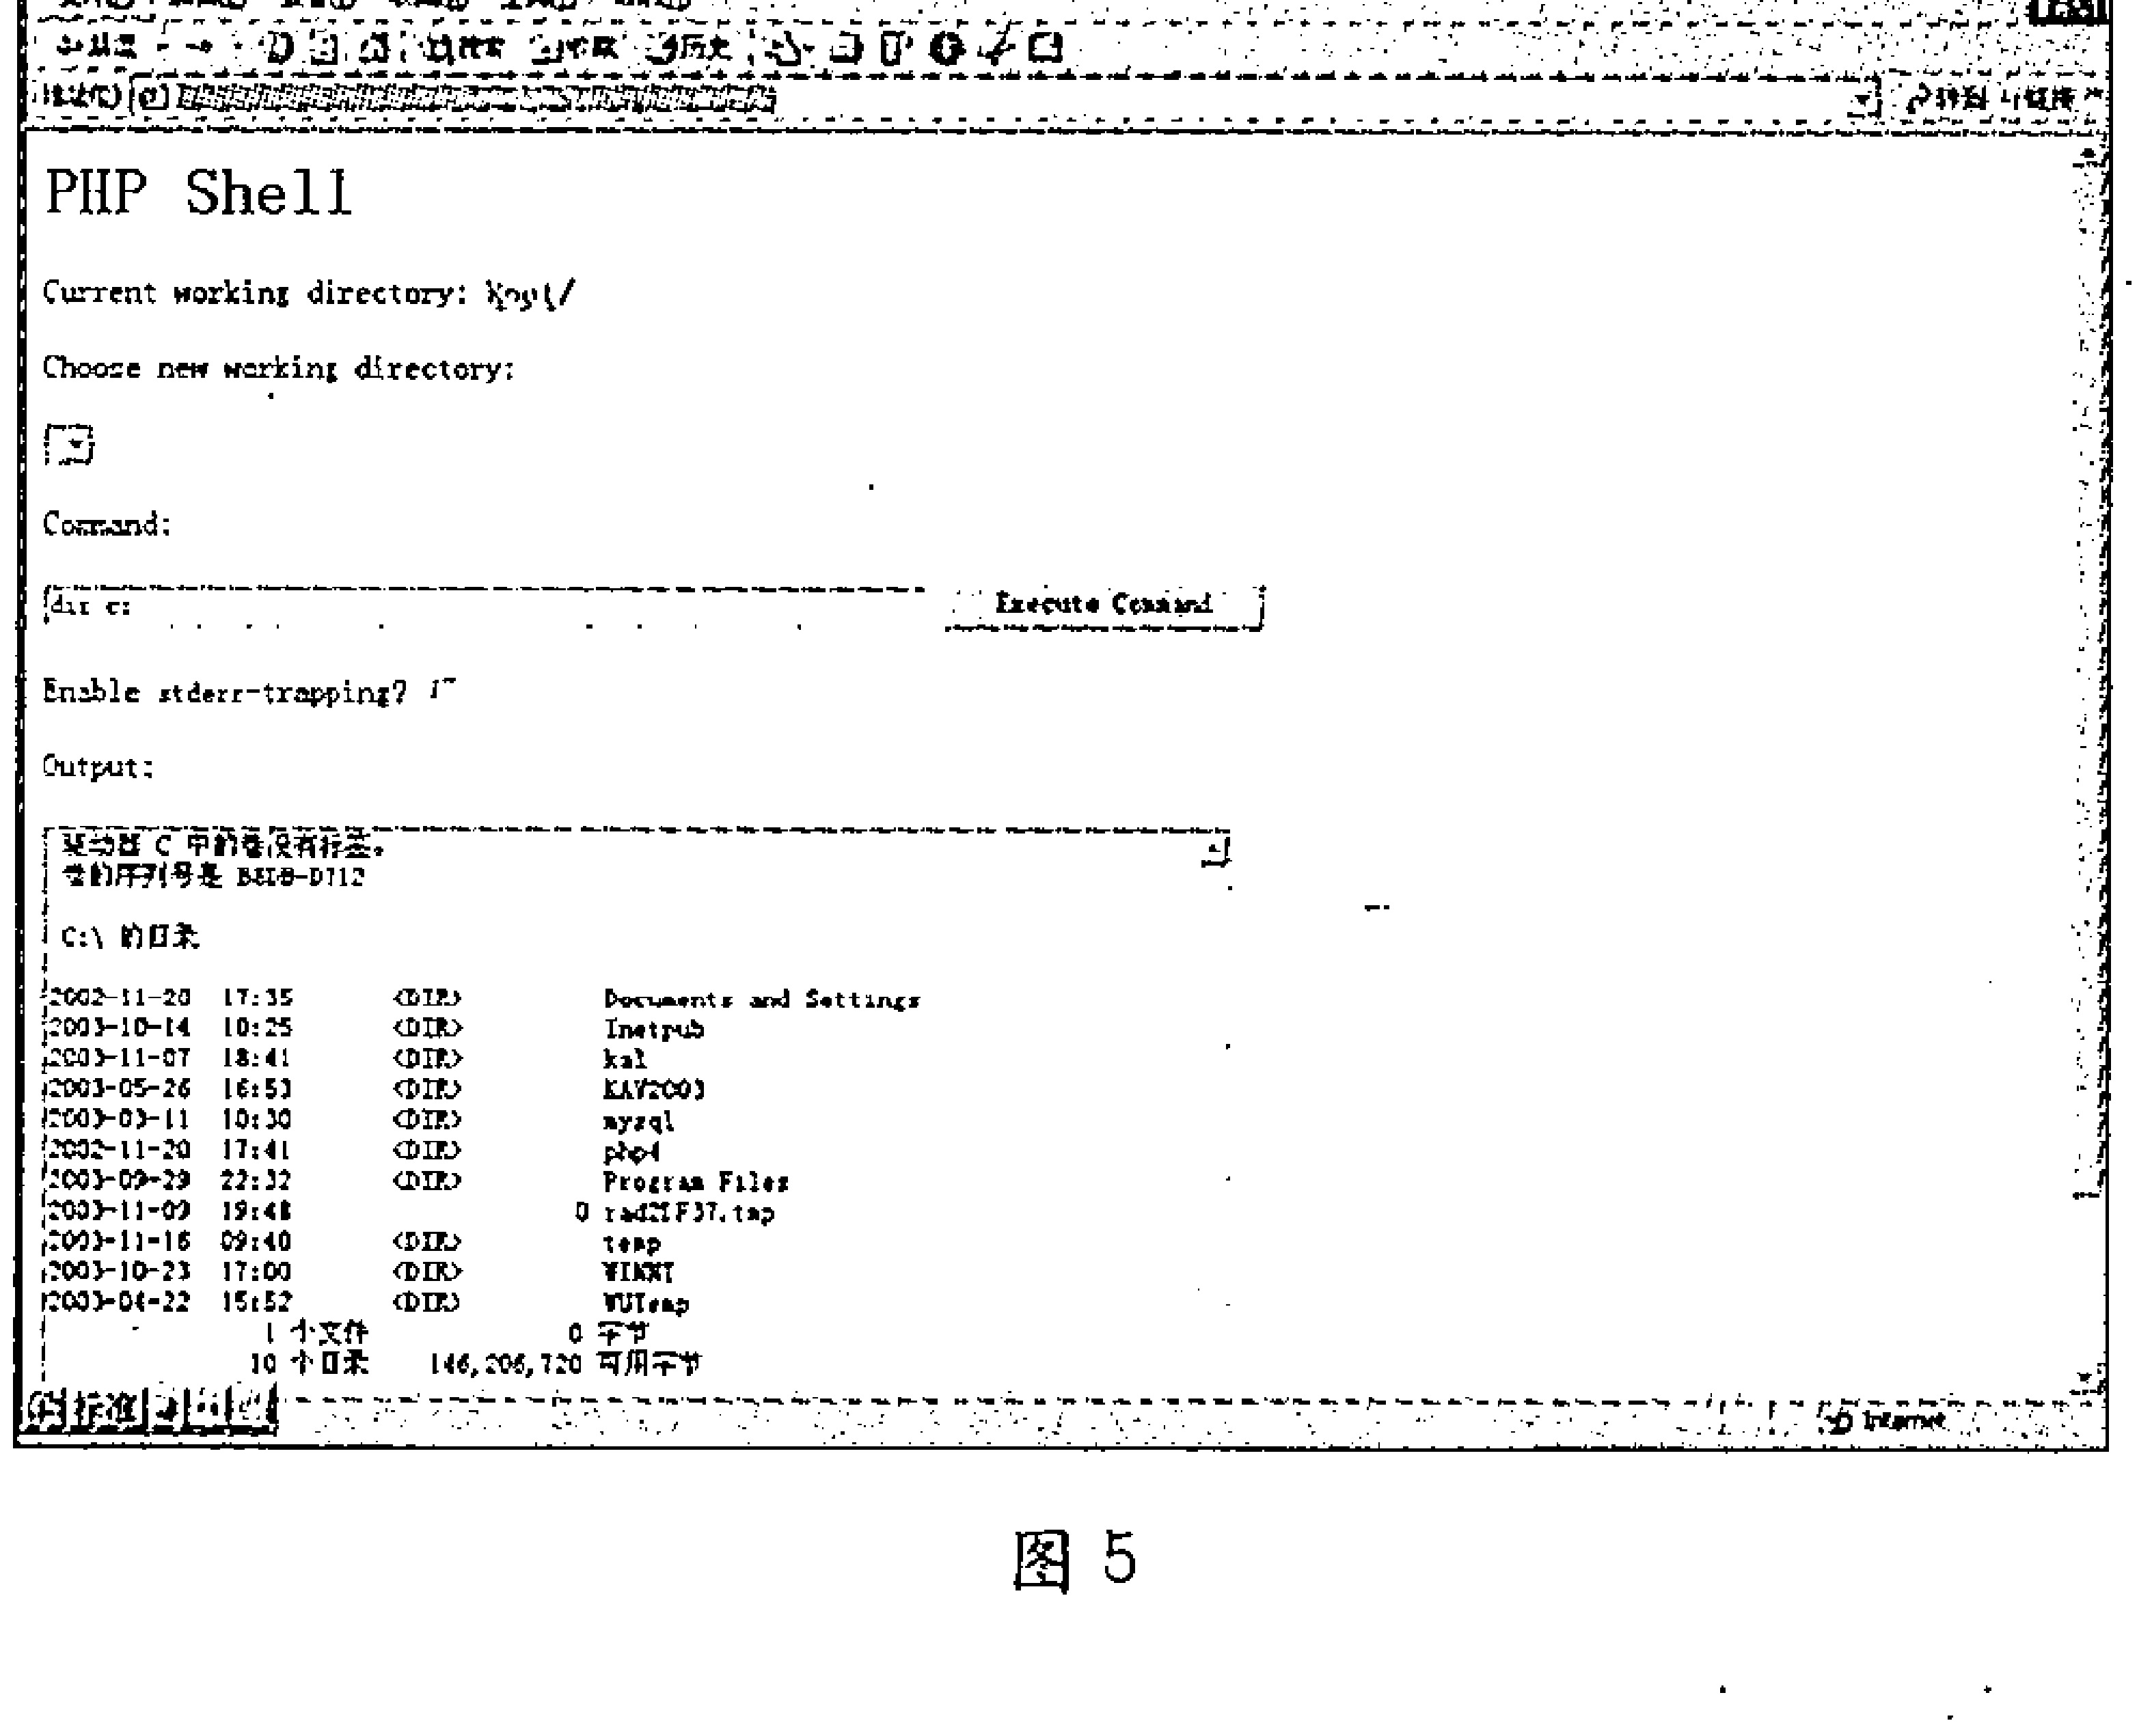 PHP Shell
Current working directory: Root/
Choose new working directory:
Command:
dir c:
Execute Command
Enable stderr-trapping?
Output:
驱动器 C 中的卷没有标签。
卷的序列号是
C:\ 的目录
2002-11-20 17:35 <DIR> Documents and Settings
2003-10-14 10:25 <DIR> Inetpub
2003-11-07 18:41 <DIR> kal
2003-05-26 16:53 <DIR> KAV2003
2003-03-11 10:30 <DIR> mysql
2002-11-20 17:41 <DIR> php4
2003-09-29 22:32 <DIR> Program Files
2003-11-09 19:48 0
2003-11-16 09:40 <DIR> temp
2003-10-23 17:00 <DIR> WINNT
2003-04-22 15:52 <DIR> WUTemp
1 个文件 0 字节
10 个目录 146,206,720 可用字节
Internet
图 5